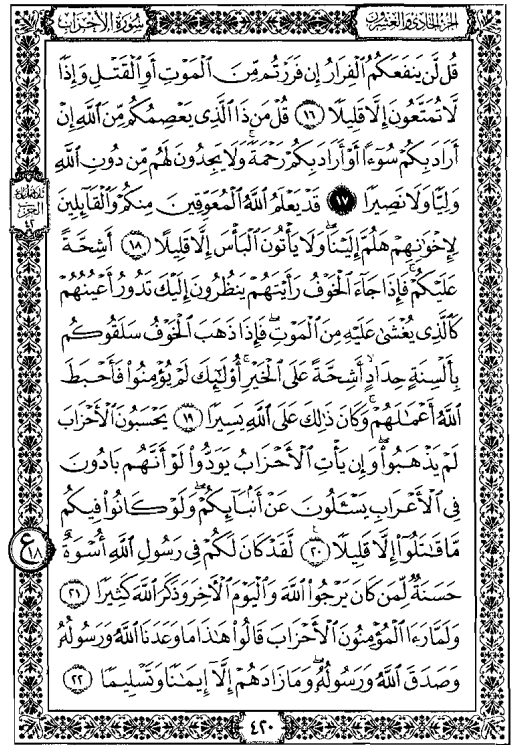 الجزء الحادي والعشرون
سورة الأحزاب
قُل لَّن يَنفَعَكُمُ ٱلْفِرَارُ إِن فَرَرْتُم مِّنَ ٱلْمَوْتِ أَوِ ٱلْقَتْلِ وَإِذًا
لَّا تُمَتَّعُونَ إِلَّا قَلِيلًا ١٦ قُلْ مَن ذَا ٱلَّذِى يَعْصِمُكُم مِّنَ ٱللَّهِ إِنْ
أَرَادَ بِكُمْ سُوٓءًا أَوْ أَرَادَ بِكُمْ رَحْمَةً ۚ وَلَا يَجِدُونَ لَهُم مِّن دُونِ ٱللَّهِ
وَلِيًّا وَلَا نَصِيرًا ١٧ قَدْ يَعْلَمُ ٱللَّهُ ٱلْمُعَوِّقِينَ مِنكُمْ وَٱلْقَآئِلِينَ
لِإِخْوَٰنِهِمْ هَلُمَّ إِلَيْنَا ۖ وَلَا يَأْتُونَ ٱلْبَأْسَ إِلَّا قَلِيلًا ١٨ أَشِحَّةً
عَلَيْكُمْ ۖ فَإِذَا جَآءَ ٱلْخَوْفُ رَأَيْتَهُمْ يَنظُرُونَ إِلَيْكَ تَدُورُ أَعْيُنُهُمْ
كَٱلَّذِى يُغْشَىٰ عَلَيْهِ مِنَ ٱلْمَوْتِ ۖ فَإِذَا ذَهَبَ ٱلْخَوْفُ سَلَقُوكُم
بِأَلْسِنَةٍ حِدَادٍ أَشِحَّةً عَلَى ٱلْخَيْرِ ۚ أُو۟لَٰٓئِكَ لَمْ يُؤْمِنُوا۟ فَأَحْبَطَ
ٱللَّهُ أَعْمَٰلَهُمْ ۚ وَكَانَ ذَٰلِكَ عَلَى ٱللَّهِ يَسِيرًا ١٩ يَحْسَبُونَ ٱلْأَحْزَابَ
لَمْ يَذْهَبُوا۟ ۖ وَإِن يَأْتِ ٱلْأَحْزَابُ يَوَدُّوا۟ لَوْ أَنَّهُم بَادُونَ
فِى ٱلْأَعْرَابِ يَسْـَٔلُونَ عَنْ أَنۢبَآئِكُمْ ۖ وَلَوْ كَانُوا۟ فِيكُم
مَّا قَٰتَلُوٓا۟ إِلَّا قَلِيلًا ٢٠ لَّقَدْ كَانَ لَكُمْ فِى رَسُولِ ٱللَّهِ أُسْوَةٌ
ع ١٨
حَسَنَةٌ لِّمَن كَانَ يَرْجُوا۟ ٱللَّهَ وَٱلْيَوْمَ ٱلْءَاخِرَ وَذَكَرَ ٱللَّهَ كَثِيرًا ٢١
وَلَمَّا رَءَا ٱلْمُؤْمِنُونَ ٱلْأَحْزَابَ قَالُوا۟ هَٰذَا مَا وَعَدَنَا ٱللَّهُ وَرَسُولُهُۥ
وَصَدَقَ ٱللَّهُ وَرَسُولُهُۥ ۚ وَمَا زَادَهُمْ إِلَّآ إِيمَٰنًا وَتَسْلِيمًا ٢٢
٤٢٠